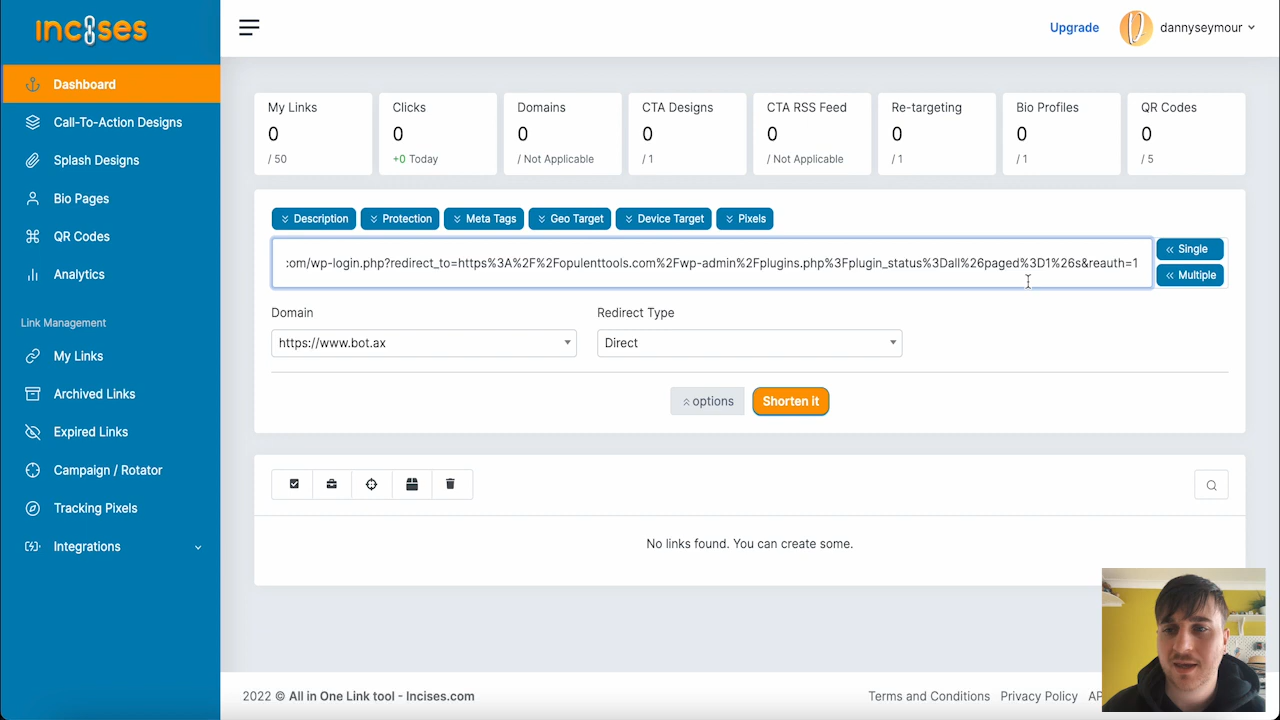 incises
Upgrade
dannyseymour
Dashboard
Call-To-Action Designs
Splash Designs
Bio Pages
QR Codes
Analytics
Link Management
My Links
Archived Links
Expired Links
Campaign / Rotator
Tracking Pixels
Integrations
My Links
0
/ 50
Clicks
0
+0 Today
Domains
0
/ Not Applicable
CTA Designs
0
/ 1
CTA RSS Feed
0
/ Not Applicable
Re-targeting
0
/ 1
Bio Profiles
0
/ 1
QR Codes
0
/ 5
Description
Protection
Meta Tags
Geo Target
Device Target
Pixels
:om/wp-login.php?redirect_to=https%3A%2F%2Fopulenttools.com%2Fwp-admin%2Fplugins.php%3Fplugin_status%3Dall%26paged%3D1%26s&reauth=1
Single
Multiple
Domain
https://www.bot.ax
Redirect Type
Direct
options
Shorten it
No links found. You can create some.
2022 © All in One Link tool - Incises.com
Terms and Conditions
Privacy Policy
AP